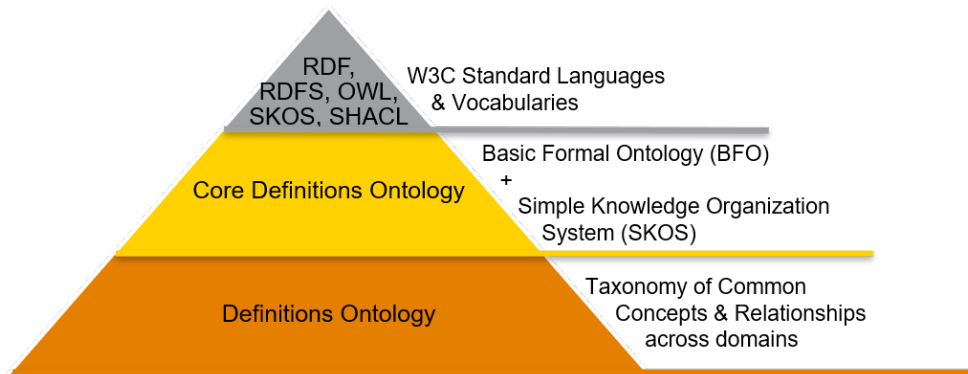 RDF,
RDFS, OWL,
SKOS, SHACL
W3C Standard Languages
& Vocabularies
Core Definitions Ontology
Basic Formal Ontology (BFO)
+
Simple Knowledge Organization
System (SKOS)
Definitions Ontology
Taxonomy of Common
Concepts & Relationships
across domains